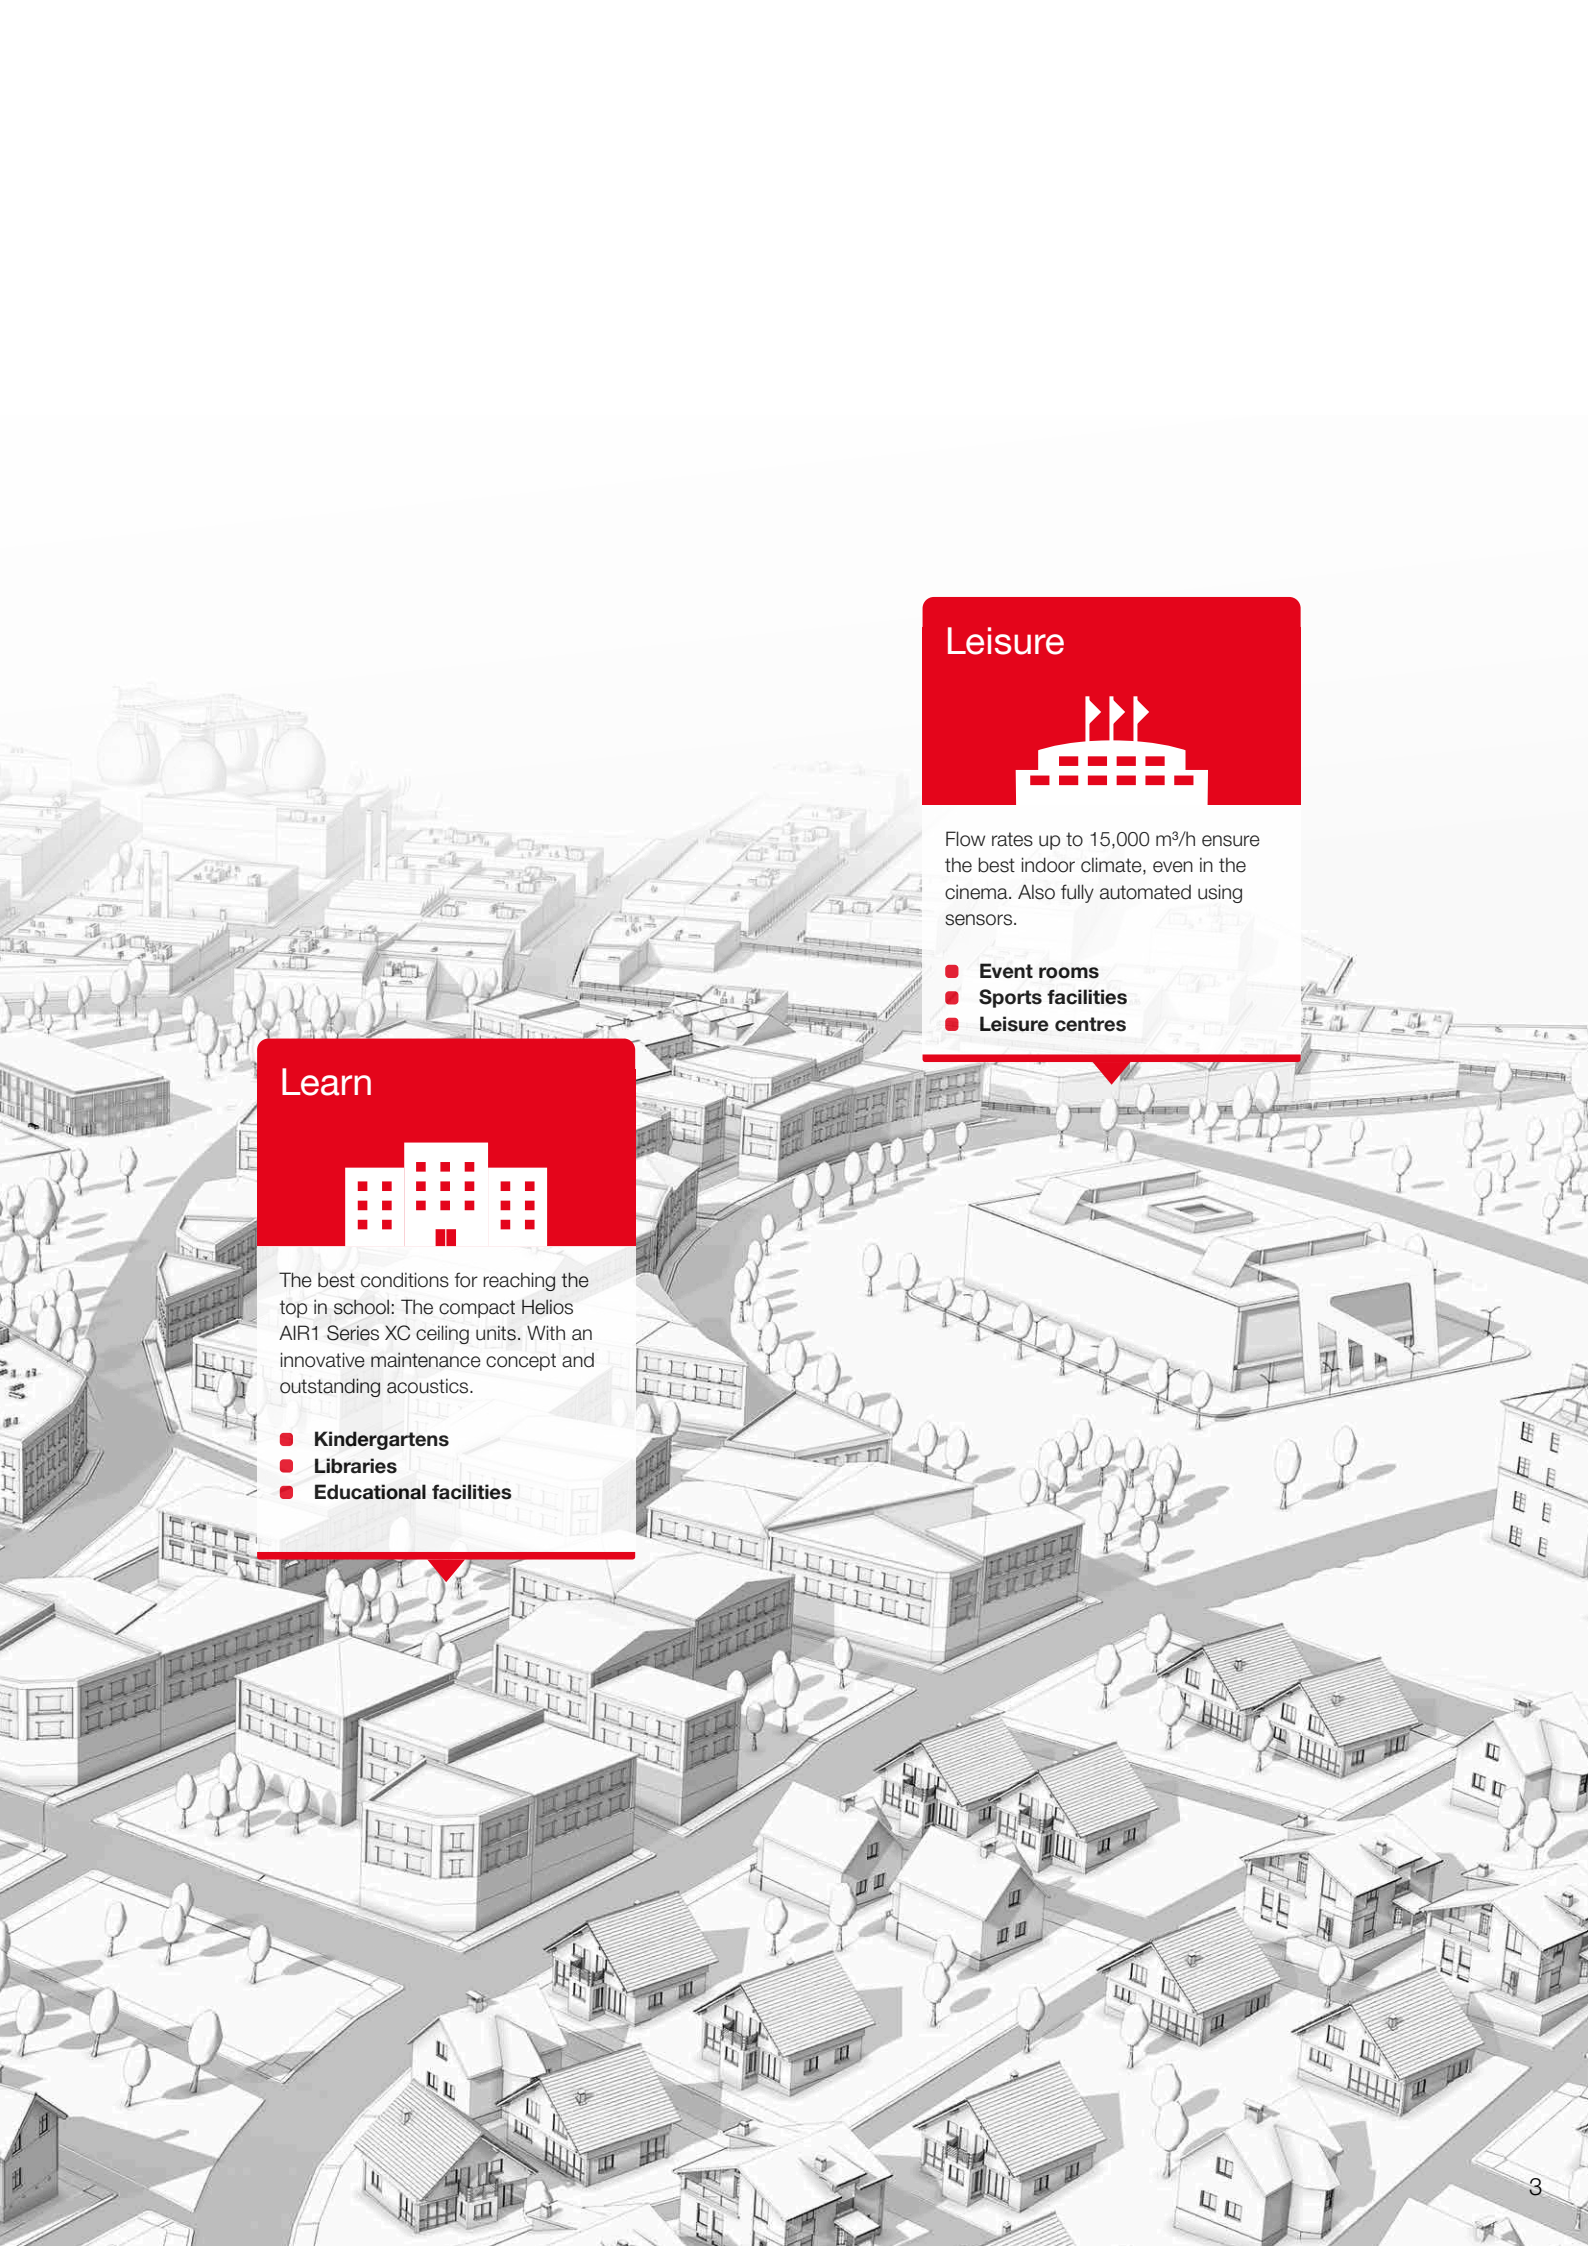 Leisure
Flow rates up to 15,000 m³/h ensure
the best indoor climate, even in the
cinema. Also fully automated using
sensors.
Event rooms
Sports facilities
Leisure centres
Learn
The best conditions for reaching the
top in school: The compact Helios
AIR1 Series XC ceiling units. With an
innovative maintenance concept and
outstanding acoustics.
Kindergartens
Libraries
Educational facilities
3